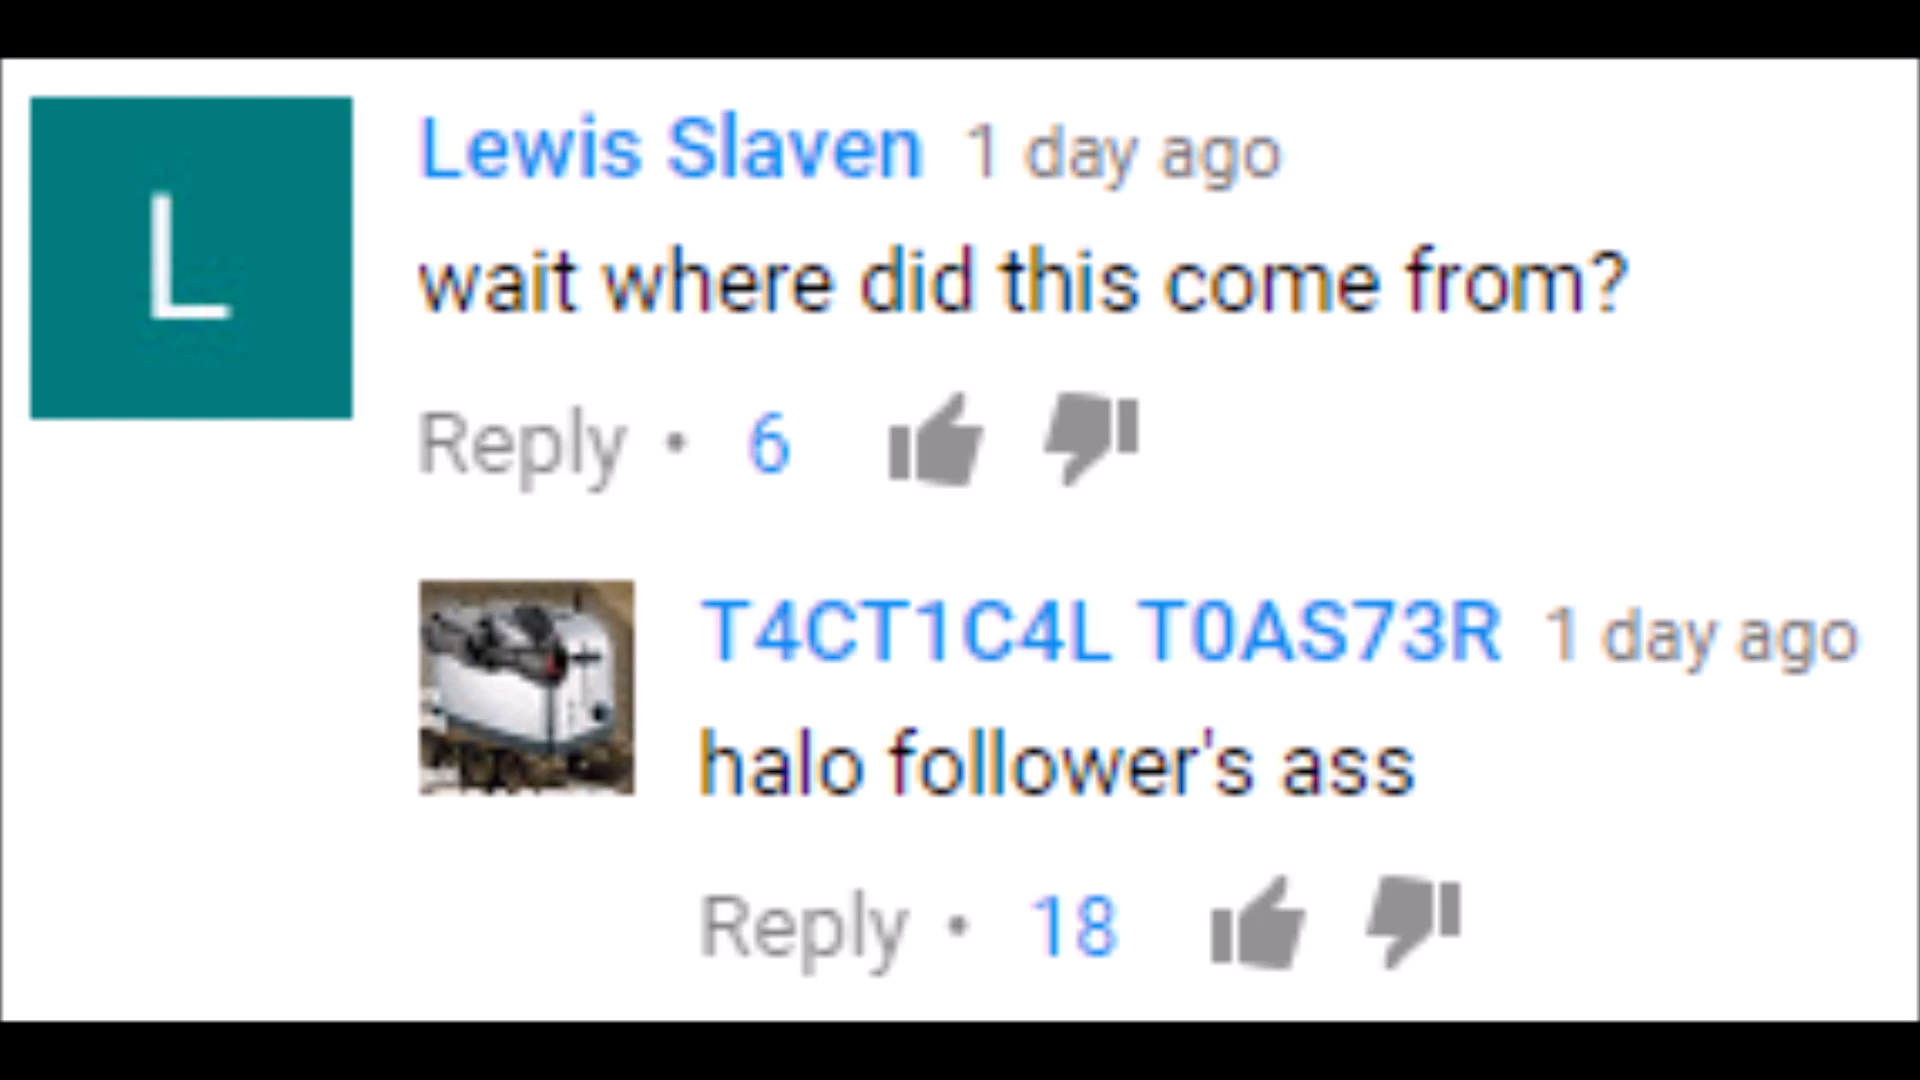 L
Lewis Slaven 1 day ago
wait where did this come from?
Reply • 6
T4CT1C4L T0AS73R 1 day ago
halo follower's ass
Reply • 18